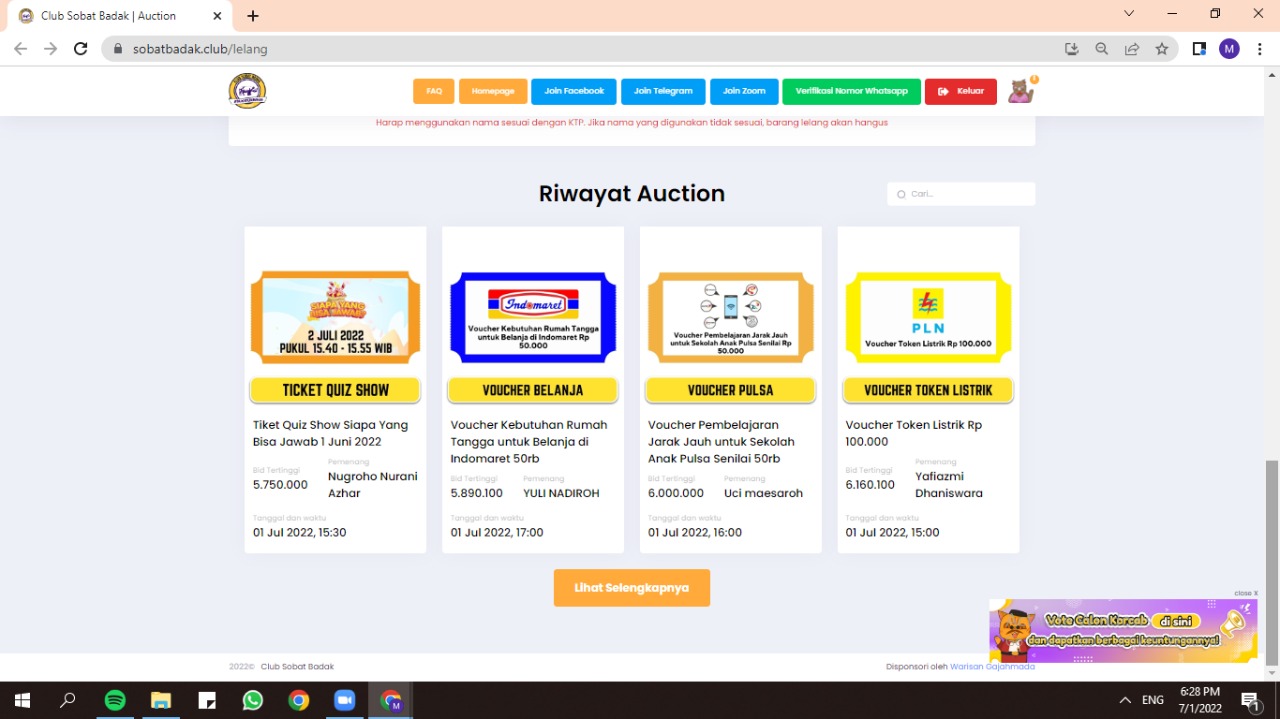 Club Sobat Badak | Auction
sobatbadak.club/lelang
M
FAQ
Homepage
Join Facebook
Join Telegram
Join Zoom
Verifikasi Nomor Whatsapp
Keluar
Harap menggunakan nama sesuai dengan KTP. Jika nama yang digunakan tidak sesuai, barang lelang akan hangus
Riwayat Auction
Cari...
SIAPA YANG
BISA JAWAB
2 JULI 2022
PUKUL 15.40 - 15.55 WIB
TICKET QUIZ SHOW
Tiket Quiz Show Siapa Yang
Bisa Jawab 1 Juni 2022
Bid Tertinggi
5.750.000
Pemenang
Nugroho Nurani
Azhar
Tanggal dan waktu
01 Jul 2022, 15:30
Indomaret
Voucher Kebutuhan Rumah Tangga
untuk Belanja di Indomaret Rp
50.000
VOUCHER BELANJA
Voucher Kebutuhan Rumah
Tangga untuk Belanja di
Indomaret 50rb
Bid Tertinggi
5.890.100
Pemenang
YULI NADIROH
Tanggal dan waktu
01 Jul 2022, 17:00
Voucher Pembelajaran Jarak Jauh
untuk Sekolah Anak Pulsa Senilai Rp
50.000
VOUCHER PULSA
Voucher Pembelajaran
Jarak Jauh untuk Sekolah
Anak Pulsa Senilai 50rb
Bid Tertinggi
6.000.000
Pemenang
Uci maesaroh
Tanggal dan waktu
01 Jul 2022, 16:00
PLN
Voucher Token Listrik Rp 100.000
VOUCHER TOKEN LISTRIK
Voucher Token Listrik Rp
100.000
Bid Tertinggi
6.160.100
Pemenang
Yafiazmi
Dhaniswara
Tanggal dan waktu
01 Jul 2022, 15:00
Lihat Selengkapnya
close X
Vote Calon Korcab di sini
dan dapatkan berbagai keuntungannya!
2022© Club Sobat Badak
Disponsori oleh Warisan Gajahmada
M
ENG
6:28 PM
7/1/2022
1